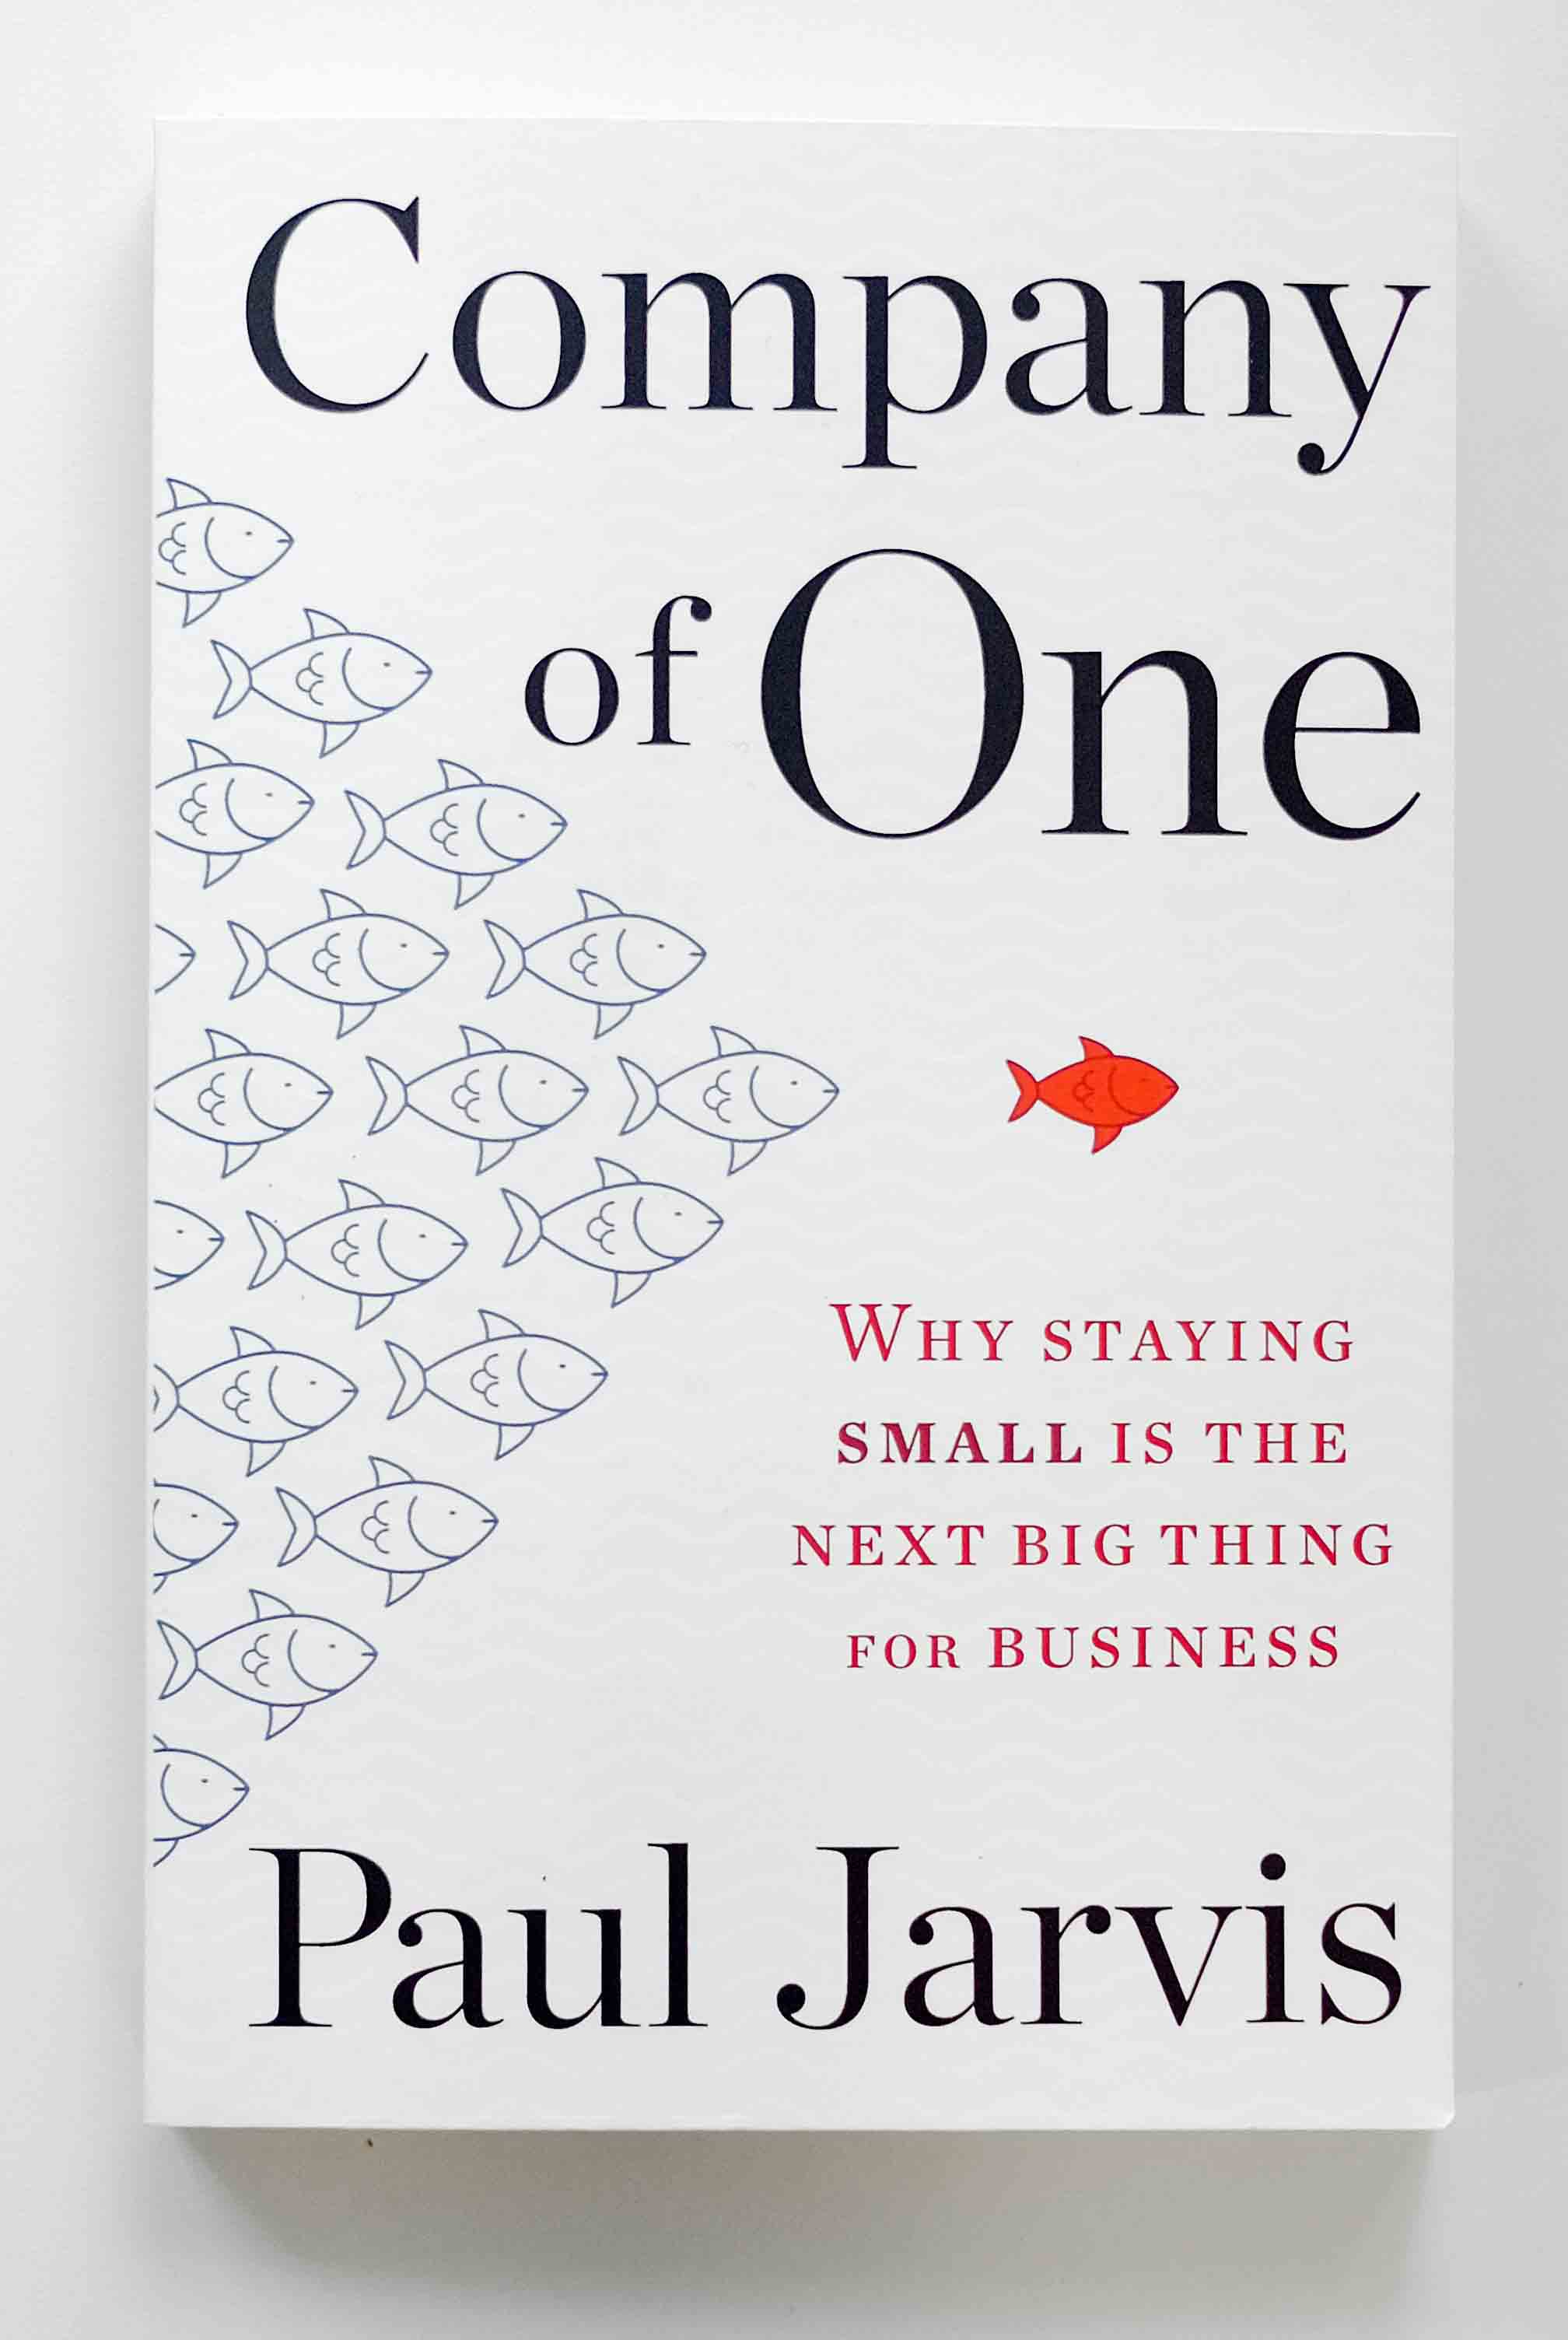 Company
of One
WHY STAYING
SMALL IS THE
NEXT BIG THING
FOR BUSINESS
Paul Jarvis